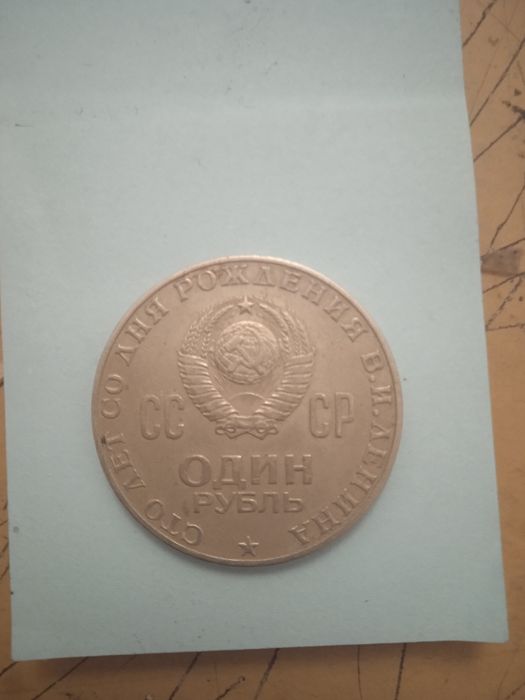 СТО ЛЕТ СО ДНЯ РОЖДЕНИЯ В.И.ЛЕНИНА
СС СР
ОДИН
РУБЛЬ